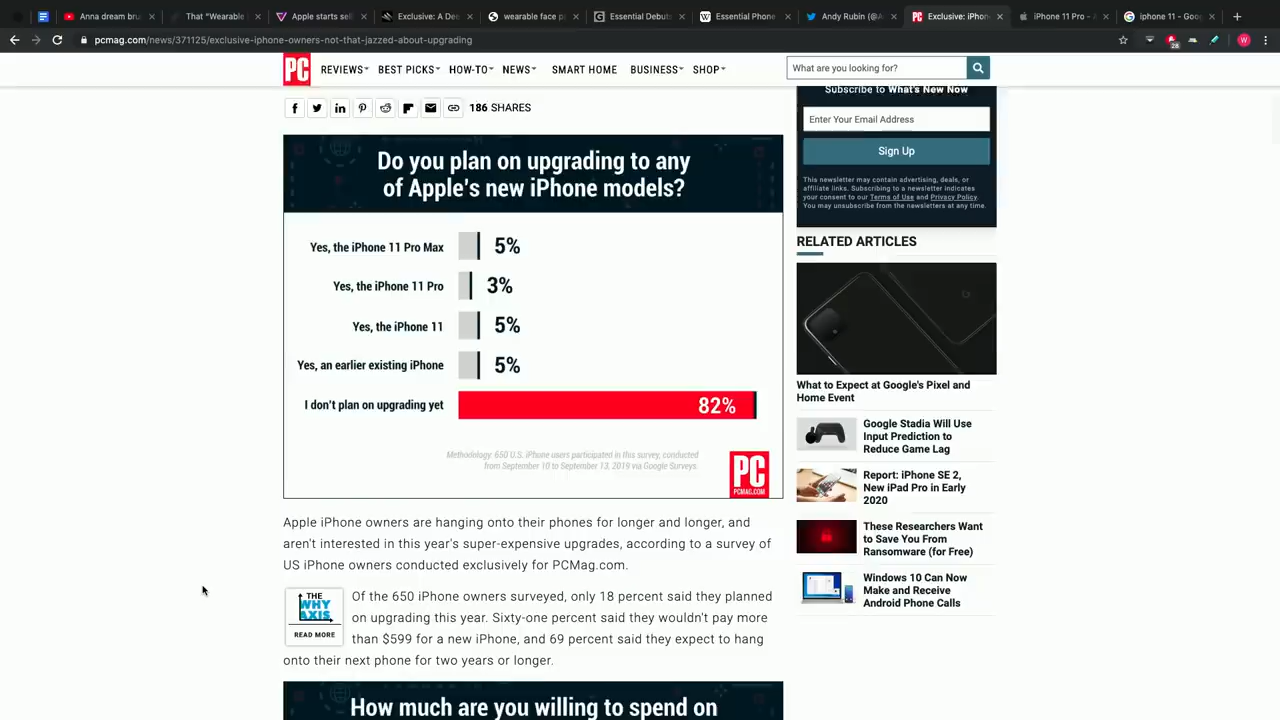 Anna dream bru
That "Wearable
Apple starts sell
Exclusive: A Dee
wearable face p
Essential Debuts
Essential Phone
Andy Rubin (@A
Exclusive: iPhon
iPhone 11 Pro - A
iphone 11 - Goo
pcmag.com/news/371125/exclusive-iphone-owners-not-that-jazzed-about-upgrading
28
W
PC
REVIEWS
BEST PICKS
HOW-TO
NEWS
SMART HOME
BUSINESS
SHOP
What are you looking for?
186 SHARES
Do you plan on upgrading to any
of Apple's new iPhone models?
Yes, the iPhone 11 Pro Max 5%
Yes, the iPhone 11 Pro 3%
Yes, the iPhone 11 5%
Yes, an earlier existing iPhone 5%
I don't plan on upgrading yet 82%
Methodology: 650 U.S. iPhone users participated in this survey, conducted
from September 10 to September 13, 2019 via Google Surveys.
PC
PCMAG.COM
Apple iPhone owners are hanging onto their phones for longer and longer, and
aren't interested in this year's super-expensive upgrades, according to a survey of
US iPhone owners conducted exclusively for PCMag.com.
THE
WHY
AXIS
READ MORE
Of the 650 iPhone owners surveyed, only 18 percent said they planned
on upgrading this year. Sixty-one percent said they wouldn't pay more
than $599 for a new iPhone, and 69 percent said they expect to hang
onto their next phone for two years or longer.
How much are you willing to spend on
Subscribe to What's New Now
Enter Your Email Address
Sign Up
This newsletter may contain advertising, deals, or
affiliate links. Subscribing to a newsletter indicates
your consent to our Terms of Use and Privacy Policy.
You may unsubscribe from the newsletters at any time.
RELATED ARTICLES
What to Expect at Google's Pixel and
Home Event
Google Stadia Will Use
Input Prediction to
Reduce Game Lag
Report: iPhone SE 2,
New iPad Pro in Early
2020
These Researchers Want
to Save You From
Ransomware (for Free)
Windows 10 Can Now
Make and Receive
Android Phone Calls